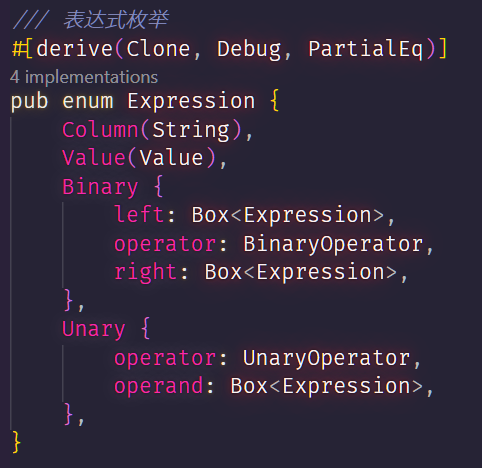 /// 表达式枚举
#[derive(Clone, Debug, PartialEq)]
4 implementations
pub enum Expression {
    Column(String),
    Value(Value),
    Binary {
        left: Box<Expression>,
        operator: BinaryOperator,
        right: Box<Expression>,
    },
    Unary {
        operator: UnaryOperator,
        operand: Box<Expression>,
    },
}